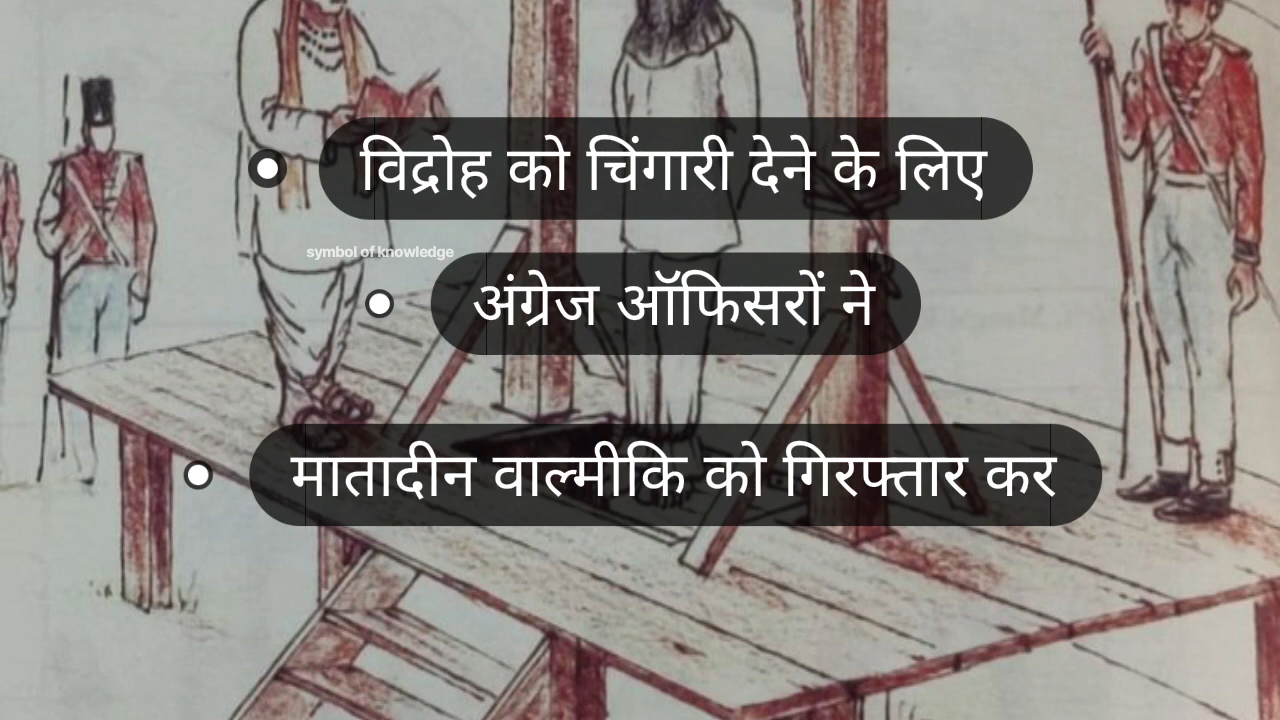 विद्रोह को चिंगारी देने के लिए
symbol of knowledge
अंग्रेज ऑफिसरों ने
मातादीन वाल्मीकि को गिरफ्तार कर